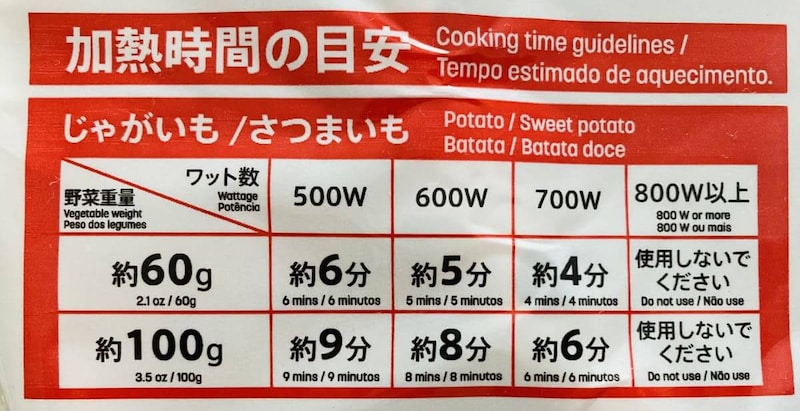 加熱時間の目安
Cooking time guidelines /
Tempo estimado de aquecimento.
じゃがいも /さつまいも
Potato / Sweet potato
Batata / Batata doce
ワット数
Wattage
Potência
野菜重量
Vegetable weight
Peso dos legumes
500W
600W
700W
800W以上
800 W or more
800 W ou mais
約60g
2.1 oz / 60g
約6分
6 mins / 6 minutos
約5分
5 mins / 5 minutos
約4分
4 mins / 4 minutos
使用しないで
ください
Do not use / Não use
約100g
3.5 oz / 100g
約9分
9 mins / 9 minutos
約8分
8 mins / 8 minutos
約6分
6 mins / 6 minutos
使用しないで
ください
Do not use / Não use